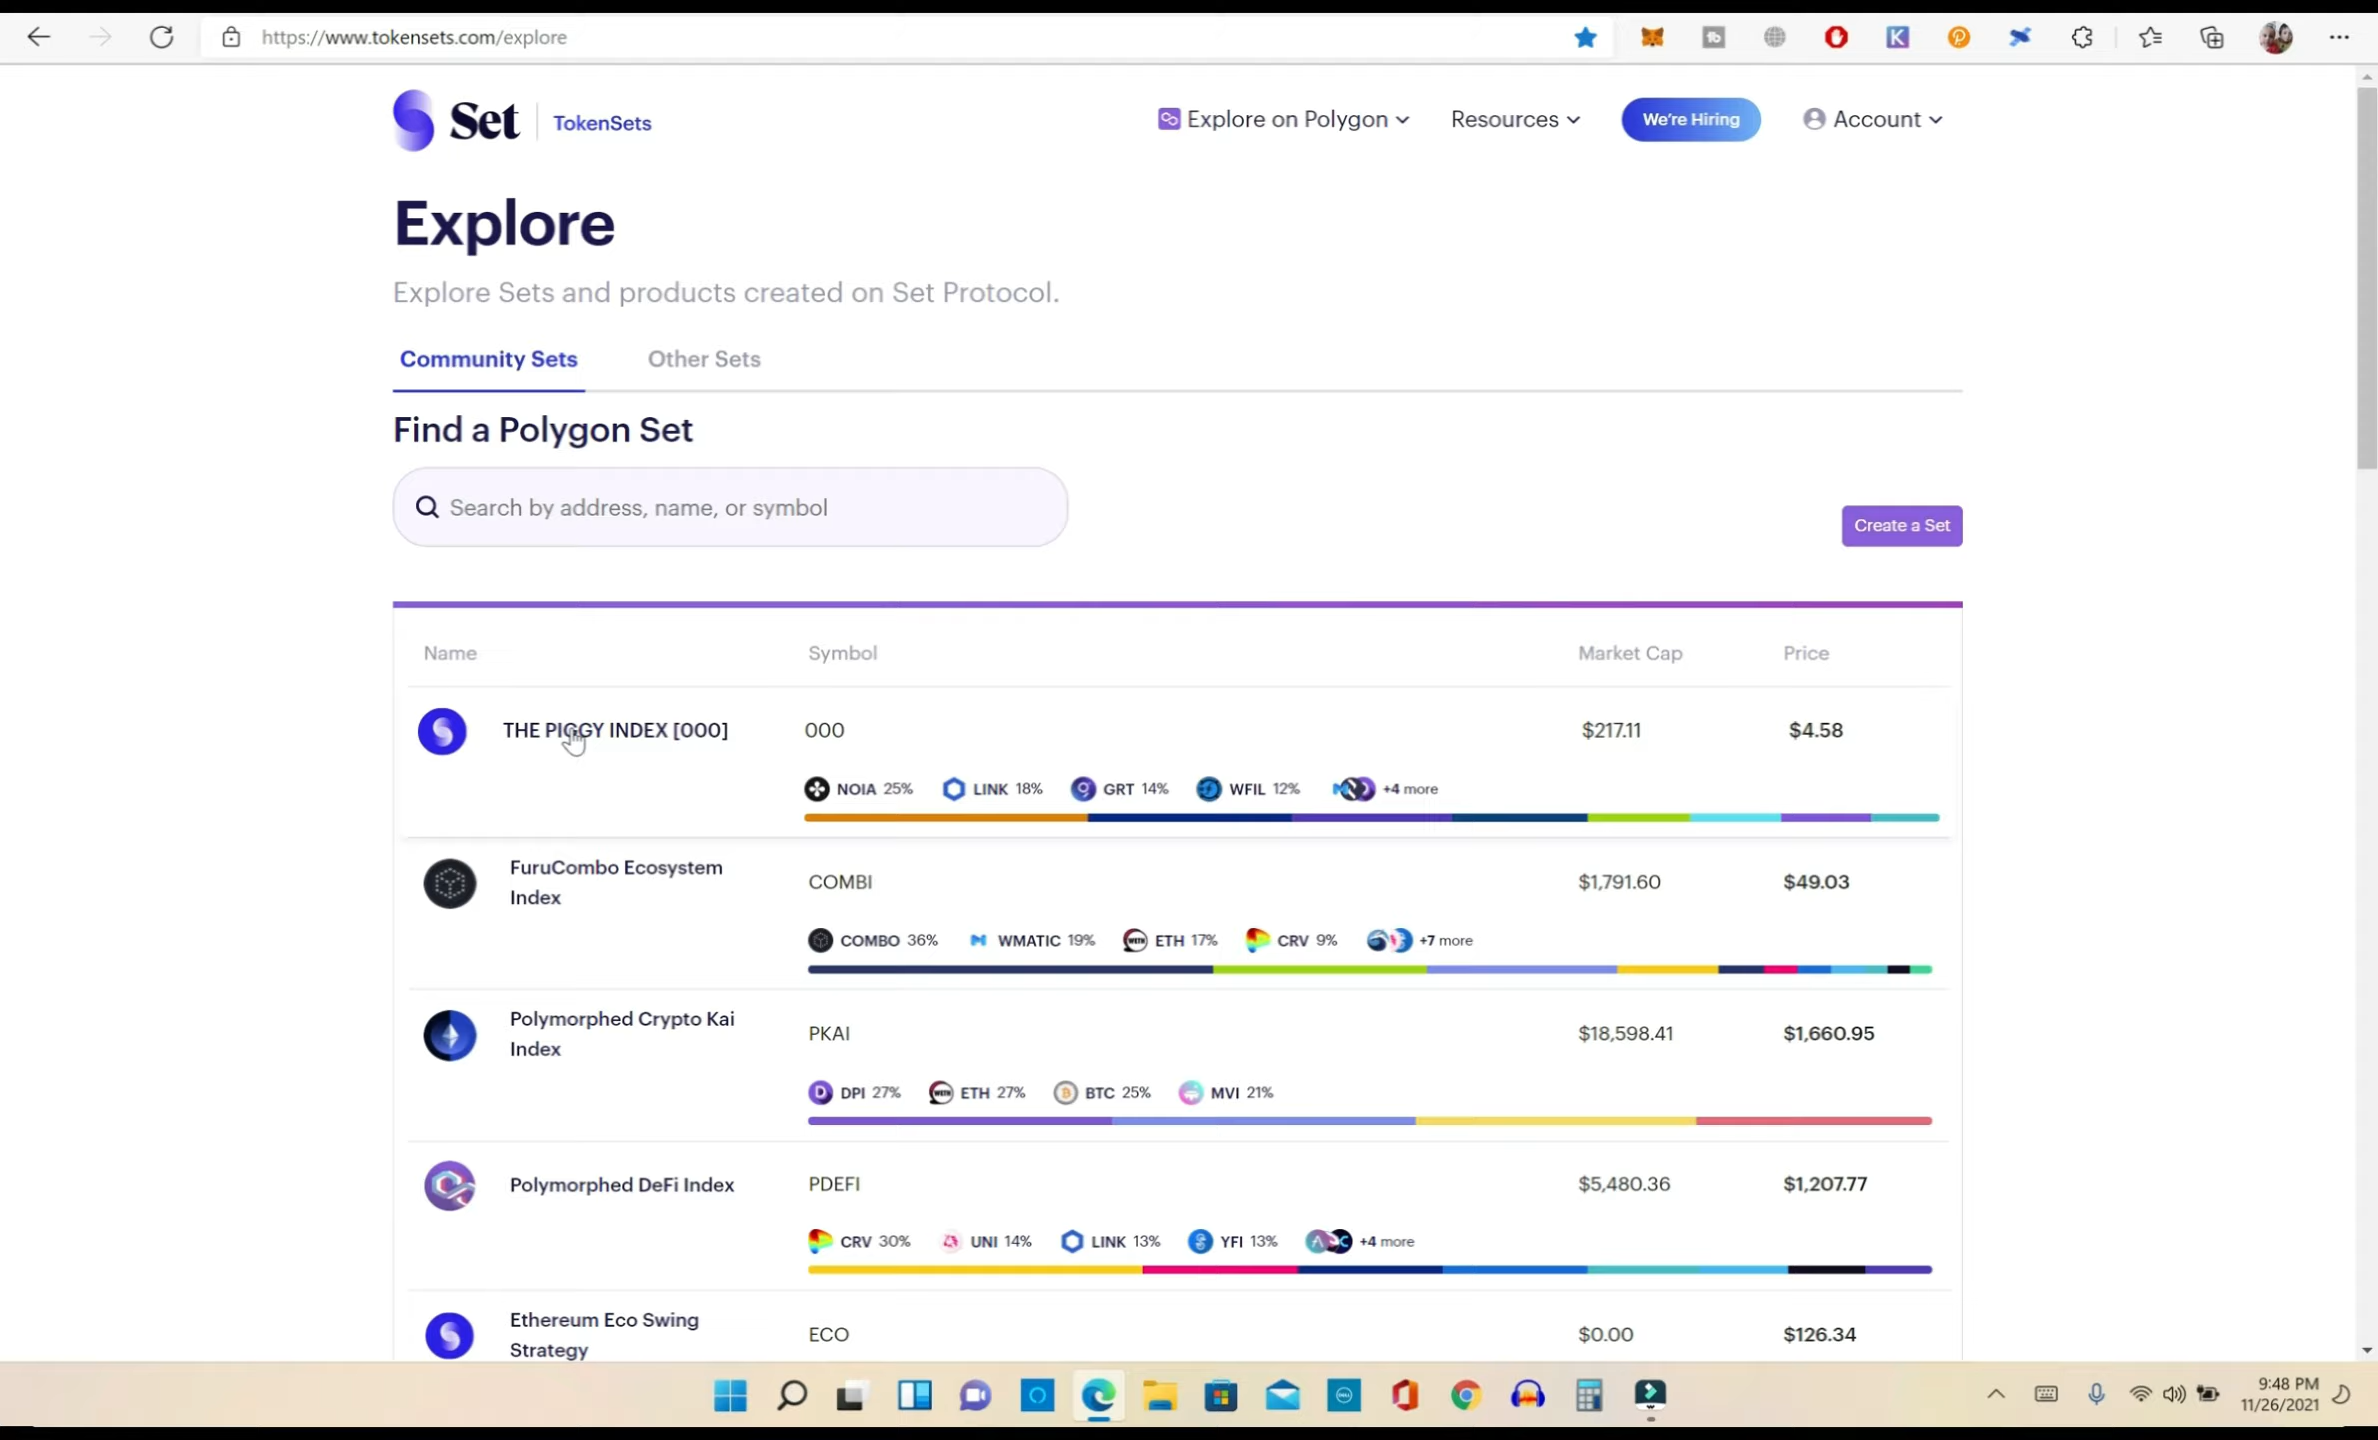 https://www.tokensets.com/explore
Set TokenSets
Explore on Polygon
Resources
We're Hiring
Account
Explore
Explore Sets and products created on Set Protocol.
Community Sets
Other Sets
Find a Polygon Set
Search by address, name, or symbol
Create a Set
Name Symbol Market Cap Price
THE PIGGY INDEX [000] 000 $217.11 $4.58
NOIA 25% LINK 18% GRT 14% WFIL 12% +4 more
FuruCombo Ecosystem
Index
COMBI $1,791.60 $49.03
COMBO 36% WMATIC 19% ETH 17% CRV 9% +7 more
Polymorphed Crypto Kai
Index
PKAI $18,598.41 $1,660.95
DPI 27% ETH 27% BTC 25% MVI 21%
Polymorphed DeFi Index PDEFI $5,480.36 $1,207.77
CRV 30% UNI 14% LINK 13% YFI 13% +4 more
Ethereum Eco Swing
Strategy
ECO $0.00 $126.34
9:48 PM
11/26/2021